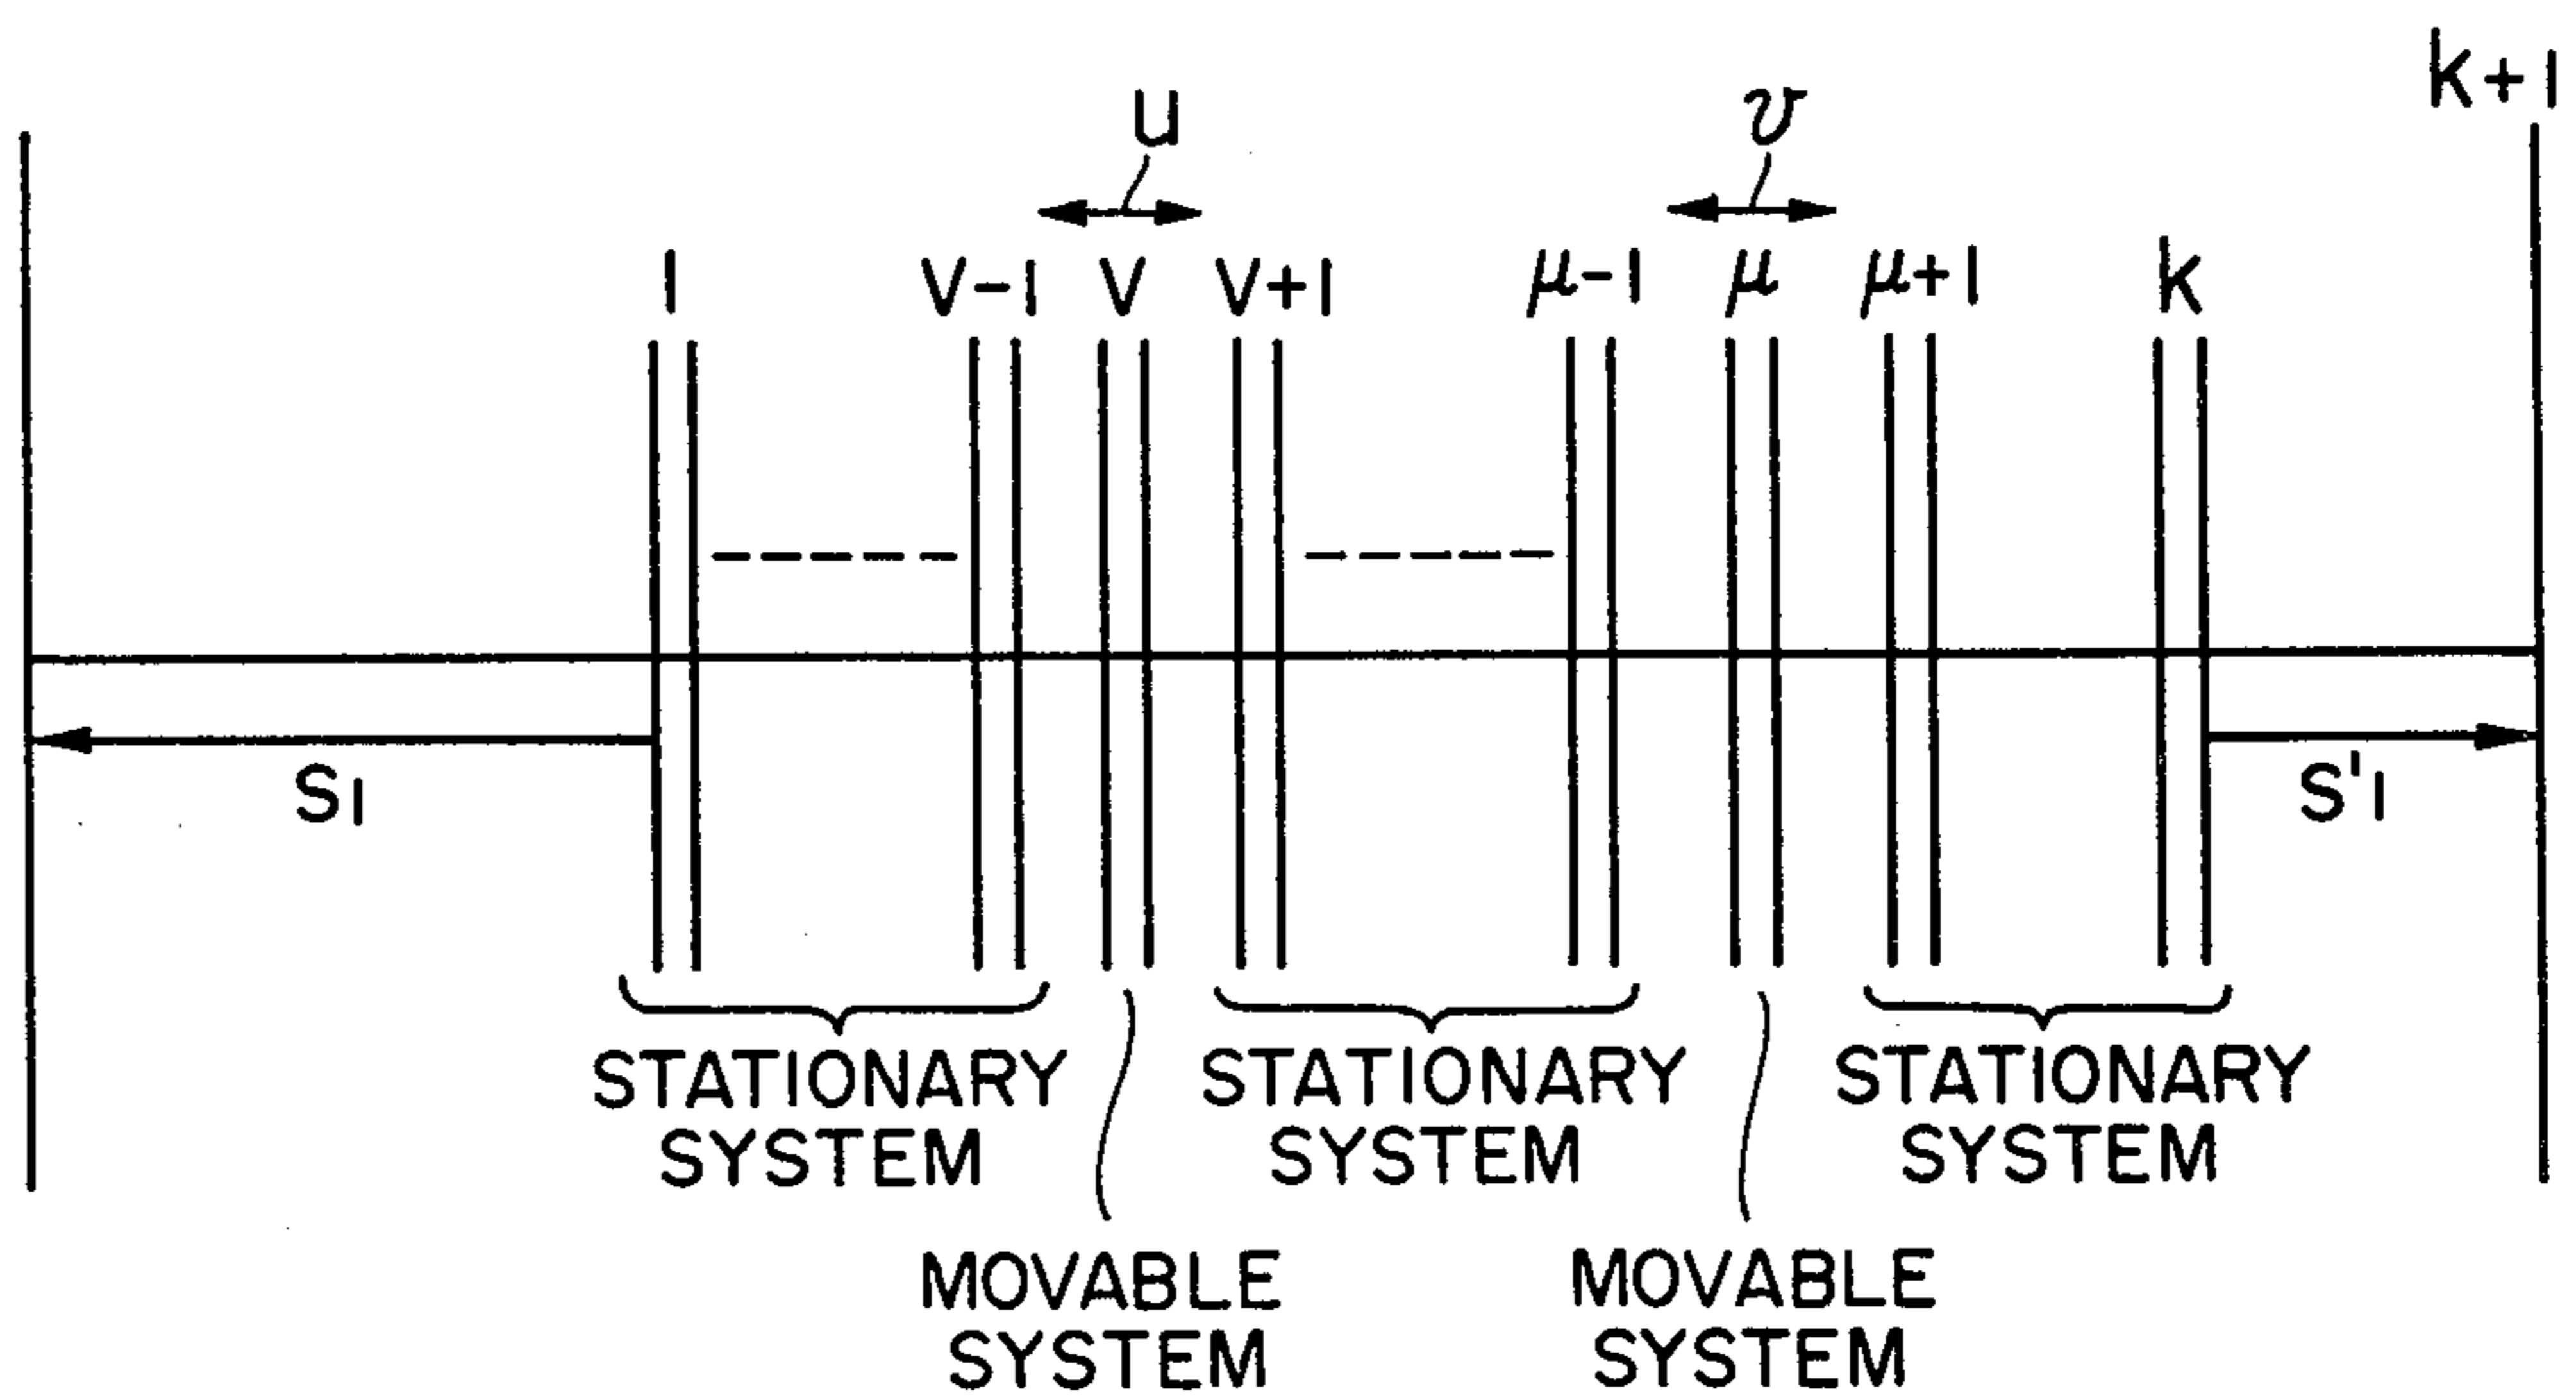 k+1
u
v
1
V-1
V
V+1
μ-1
μ
μ+1
k
S1
S'1
STATIONARY
SYSTEM
STATIONARY
SYSTEM
STATIONARY
SYSTEM
MOVABLE
SYSTEM
MOVABLE
SYSTEM